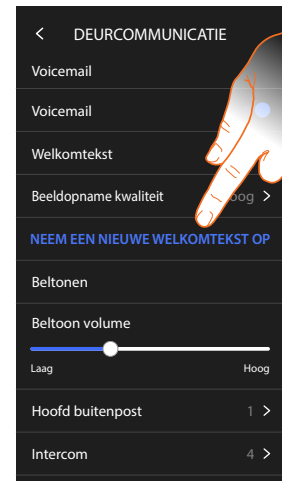 DEURCOMMUNICATIE
Voicemail
Voicemail
Welkomtekst
Beeldopname kwaliteit
NEEM EEN NIEUWE WELKOMTEKST OP
Beltonen
Beltoon volume
Laag Hoog
Hoofd buitenpost 1
Intercom 4